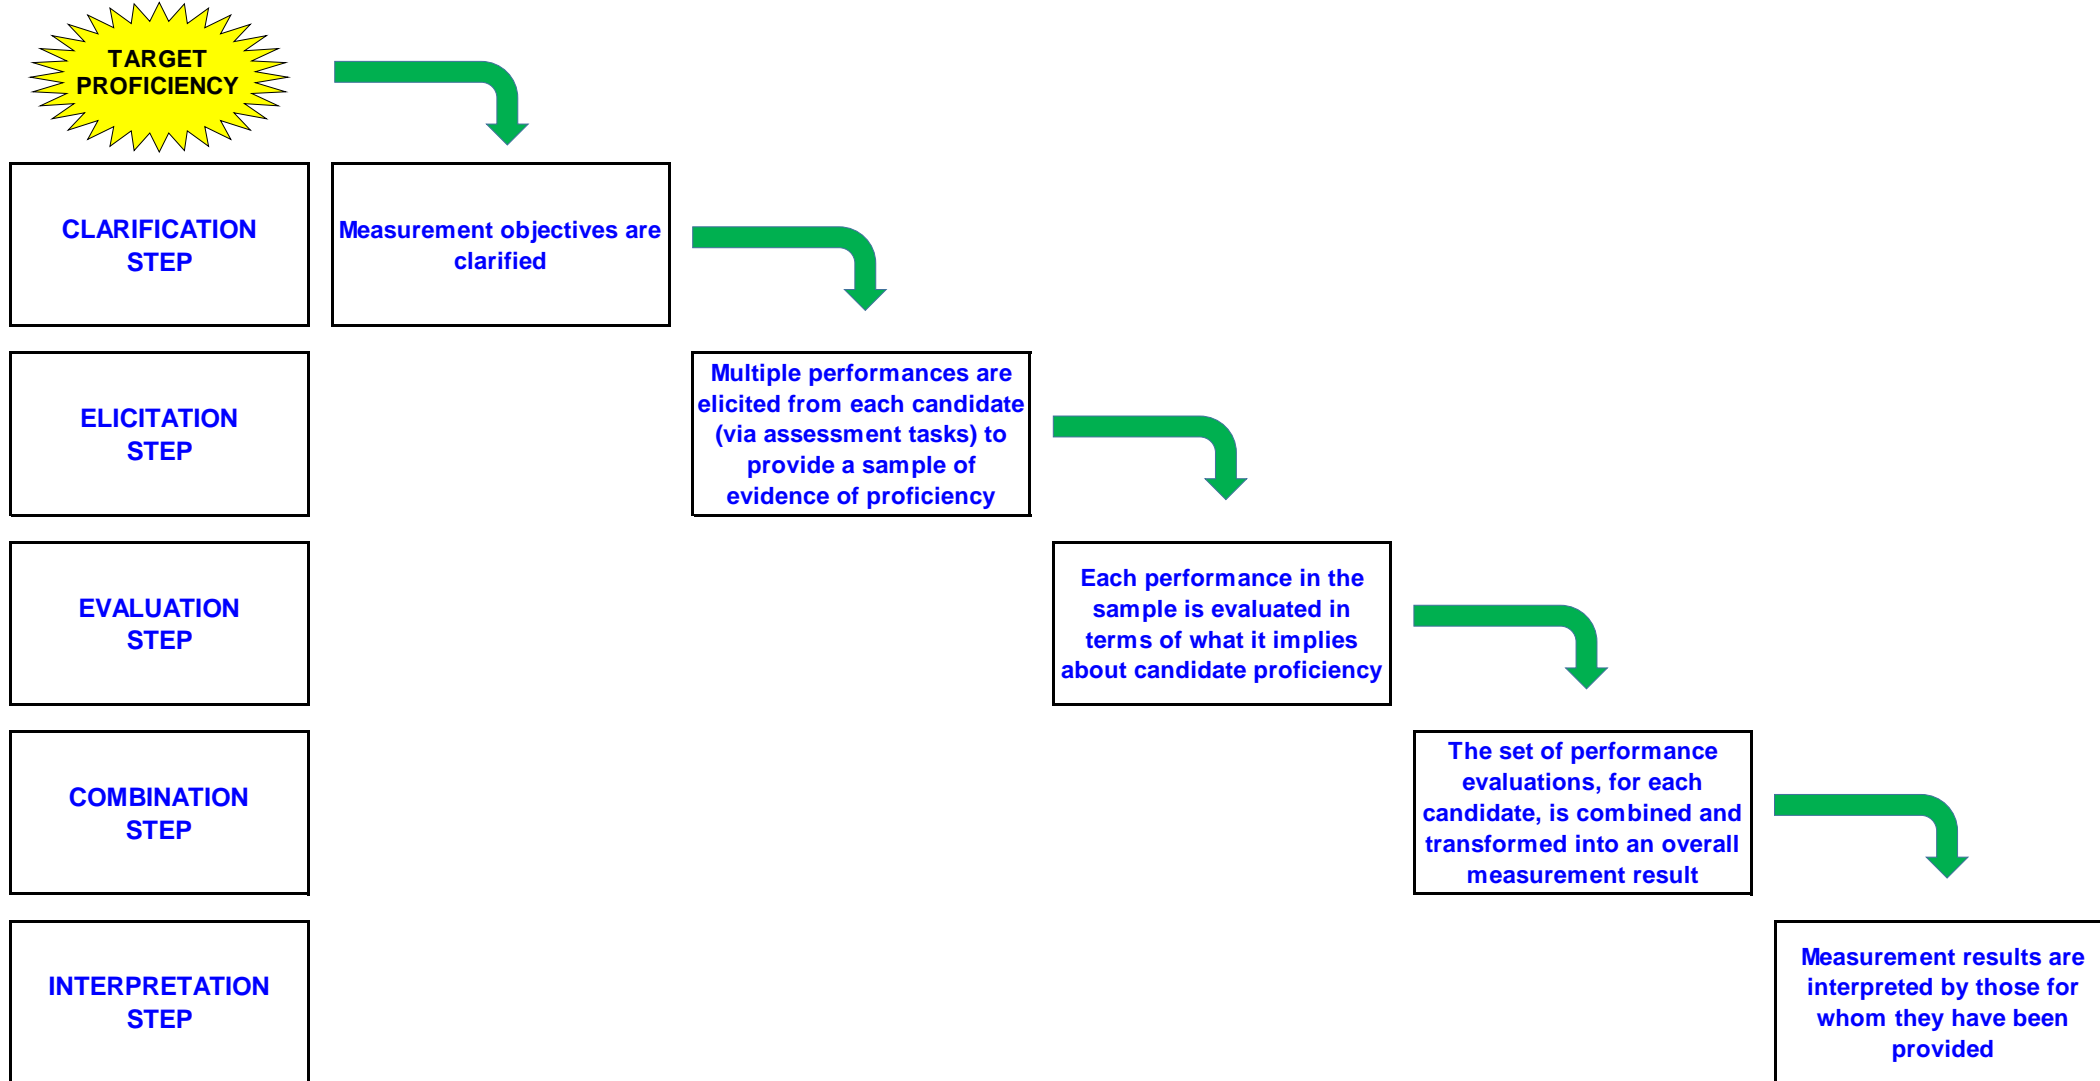 TARGET
PROFICIENCY
CLARIFICATION
STEP
Measurement objectives are
clarified
ELICITATION
STEP
Multiple performances are
elicited from each candidate
(via assessment tasks) to
provide a sample of
evidence of proficiency
EVALUATION
STEP
Each performance in the
sample is evaluated in
terms of what it implies
about candidate proficiency
COMBINATION
STEP
The set of performance
evaluations, for each
candidate, is combined and
transformed into an overall
measurement result
INTERPRETATION
STEP
Measurement results are
interpreted by those for
whom they have been
provided